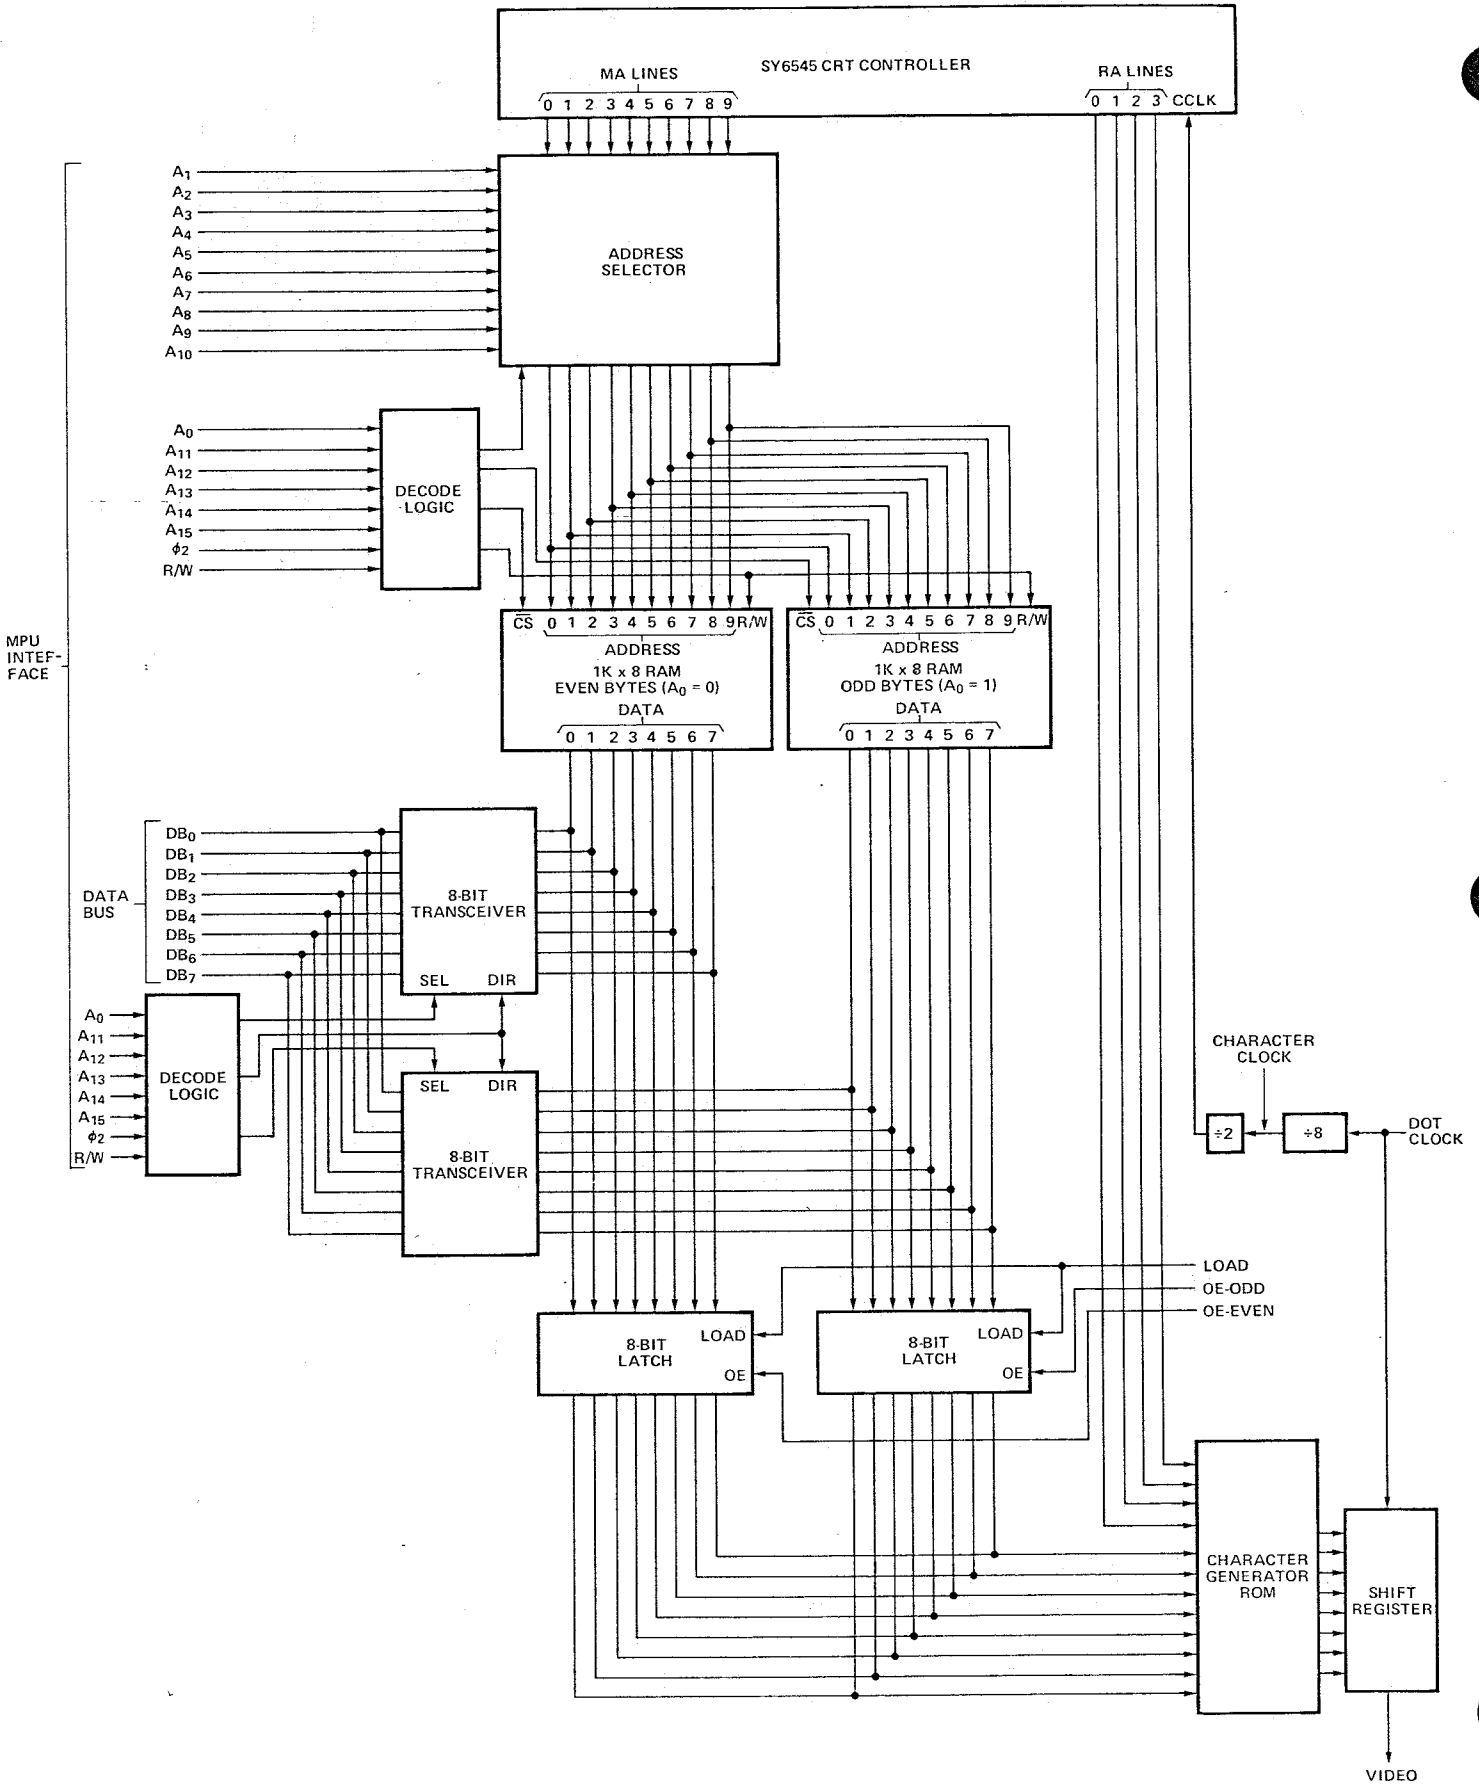 SY6545 CRT CONTROLLER
MA LINES
RA LINES
0 1 2 3 4 5 6 7 8 9
0 1 2 3 CCLK
A1
A2
A3
A4
A5
A6
A7
A8
A9
A10
ADDRESS
SELECTOR
A0
A11
A12
A13
A14
A15
ϕ2
R/W
DECODE
LOGIC
MPU
INTEF-
FACE
CS 0 1 2 3 4 5 6 7 8 9 R/W
ADDRESS
1K x 8 RAM
EVEN BYTES (A0 = 0)
DATA
0 1 2 3 4 5 6 7
CS 0 1 2 3 4 5 6 7 8 9 R/W
ADDRESS
1K x 8 RAM
ODD BYTES (A0 = 1)
DATA
0 1 2 3 4 5 6 7
DATA
BUS
DB0
DB1
DB2
DB3
DB4
DB5
DB6
DB7
8-BIT
TRANSCEIVER
SEL DIR
A0
A11
A12
A13
A14
A15
ϕ2
R/W
DECODE
LOGIC
SEL DIR
8-BIT
TRANSCEIVER
CHARACTER
CLOCK
÷2
÷8
DOT
CLOCK
LOAD
OE-ODD
OE-EVEN
8-BIT
LATCH
LOAD
OE
8-BIT
LATCH
LOAD
OE
CHARACTER
GENERATOR
ROM
SHIFT
REGISTER
VIDEO